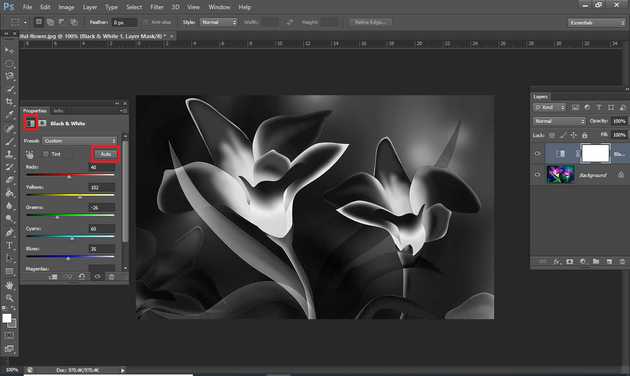 Ps File Edit Image Layer Type Select Filter 3D View Window Help
Feather: 0 px Anti-alias Style: Normal Width: Height: Refine Edge... Essentials
ful-flower.jpg @ 100% (Black & White 1, Layer Mask/8) *
Properties Info
Black & White
Preset: Custom
Tint Auto
Reds: 40
Yellows: 102
Greens: -26
Cyans: 60
Blues: 36
Magentas:
Layers
Kind
Normal Opacity: 100%
Lock: Fill: 100%
Bla...
Background
100% Doc: 970.4K/970.4K